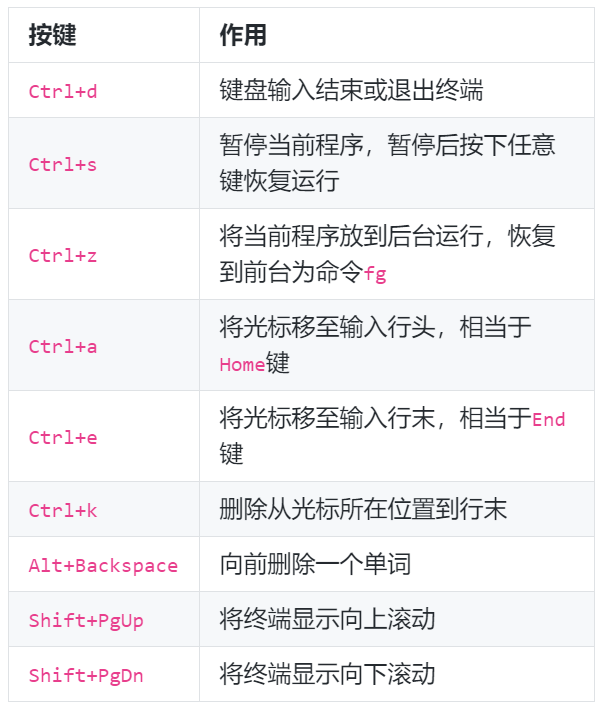 按键 作用
Ctrl+d 键盘输入结束或退出终端
Ctrl+s 暂停当前程序，暂停后按下任意
键恢复运行
Ctrl+z 将当前程序放到后台运行，恢复
到前台为命令fg
Ctrl+a 将光标移至输入行头，相当于
Home键
Ctrl+e 将光标移至输入行末，相当于End
键
Ctrl+k 删除从光标所在位置到行末
Alt+Backspace 向前删除一个单词
Shift+PgUp 将终端显示向上滚动
Shift+PgDn 将终端显示向下滚动